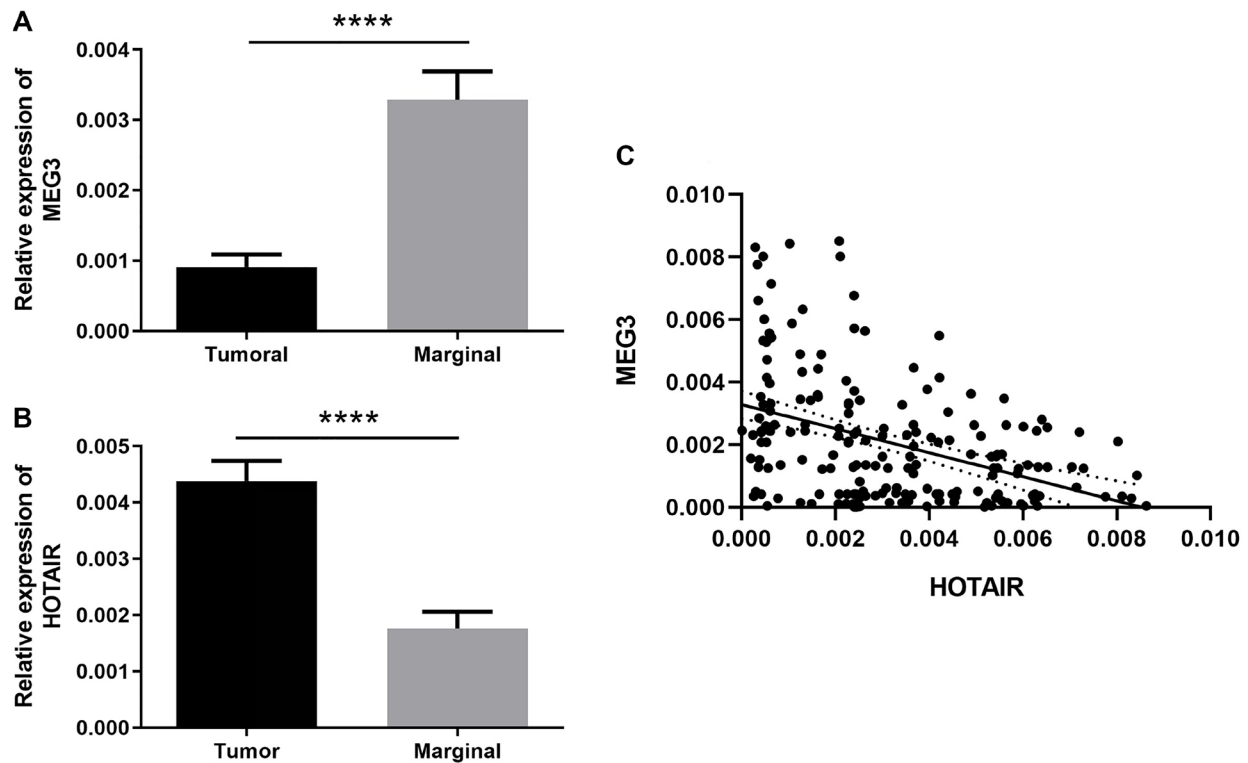 A
****
Relative expression of
MEG3
0.004
0.003
0.002
0.001
0.000
Tumoral
Marginal
B
****
Relative expression of
HOTAIR
0.005
0.004
0.003
0.002
0.001
0.000
Tumor
Marginal
C
MEG3
0.010
0.008
0.006
0.004
0.002
0.000
0.000
0.002
0.004
0.006
0.008
0.010
HOTAIR